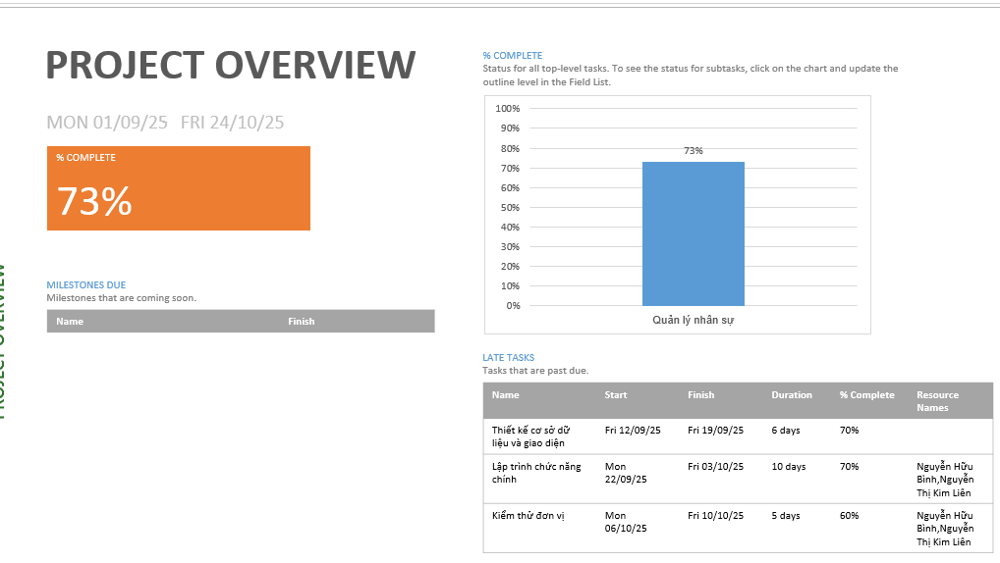 PROJECT OVERVIEW
MON 01/09/25 FRI 24/10/25
% COMPLETE
73%
MILESTONES DUE
Milestones that are coming soon.
Name Finish
PROJECT OVERVIEW
% COMPLETE
Status for all top-level tasks. To see the status for subtasks, click on the chart and update the
outline level in the Field List.
100%
90%
80%
70%
60%
50%
40%
30%
20%
10%
0%
73%
Quản lý nhân sự
LATE TASKS
Tasks that are past due.
Name Start Finish Duration % Complete Resource
Names
Thiết kế cơ sở dữ Fri 12/09/25 Fri 19/09/25 6 days 70%
liệu và giao diện
Lập trình chức năng Mon Fri 03/10/25 10 days 70% Nguyễn Hữu
chính 22/09/25 Bình,Nguyễn
Thị Kim Liên
Kiểm thử đơn vị Mon Fri 10/10/25 5 days 60% Nguyễn Hữu
06/10/25 Bình,Nguyễn
Thị Kim Liên